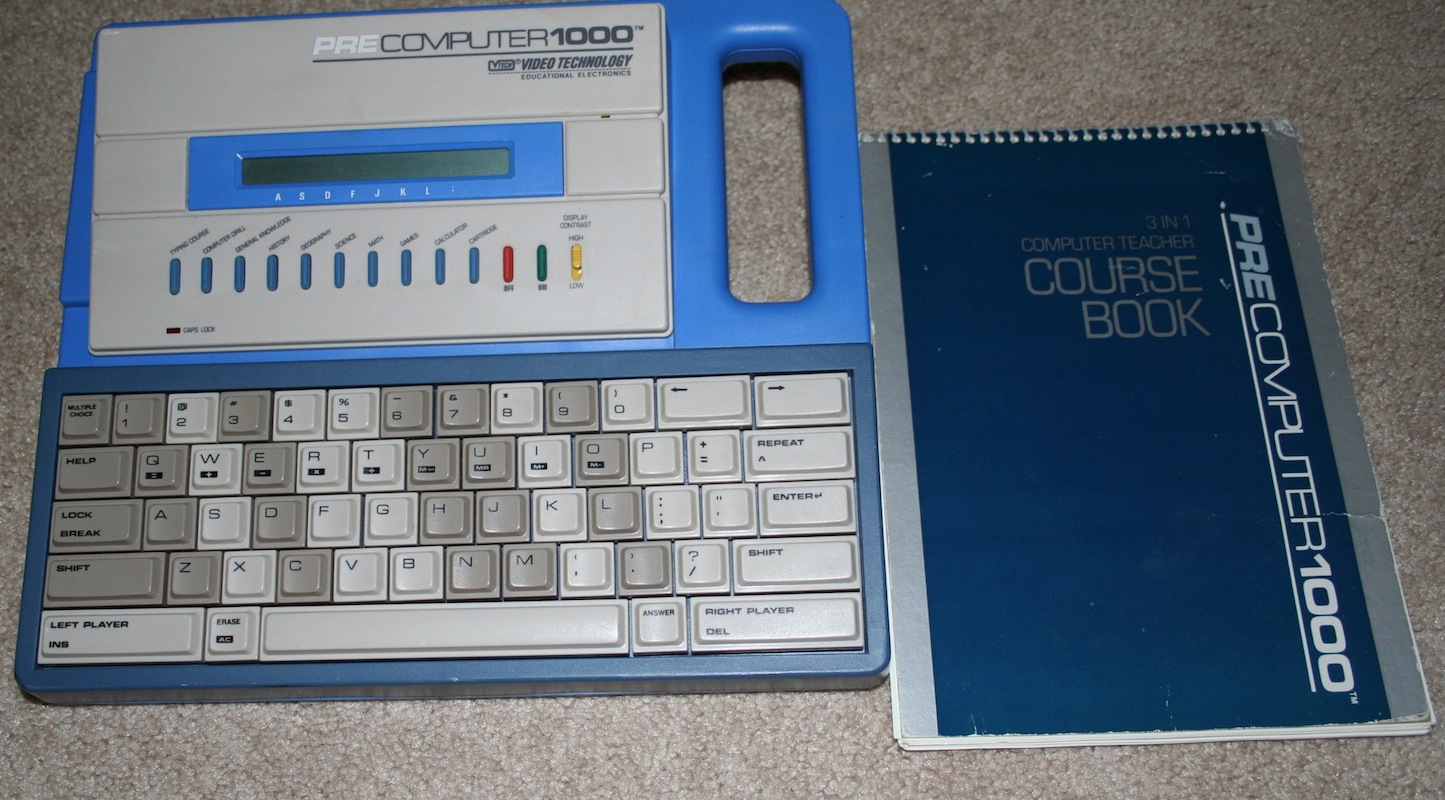 PRECOMPUTER1000™
VTECH® VIDEO TECHNOLOGY
EDUCATIONAL ELECTRONICS
A S D F J K L ;
TYPING COURSE
COMPUTER DRILL
GENERAL KNOWLEDGE
HISTORY
GEOGRAPHY
SCIENCE
MATH
GAMES
CALCULATOR
CARTRIDGE
OFF
ON
DISPLAY
CONTRAST
HIGH
LOW
CAPS LOCK
MULTIPLE
CHOICE
! 1
@ 2
# 3
$ 4
% 5
6
& 7
* 8
( 9
) 0
←
→
HELP
Q =
W +
E -
R ×
T ÷
Y
U MR
I M+
O M-
P
+ =
REPEAT
^
LOCK
BREAK
A
S
D
F
G
H
J
K
L
: ;
" '
ENTER↵
SHIFT
Z
X
C
V
B
N
M
,
.
? /
SHIFT
LEFT PLAYER
INS
ERASE
AC
ANSWER
RIGHT PLAYER
DEL
3 IN 1
COMPUTER TEACHER
COURSE
BOOK
PRECOMPUTER1000™